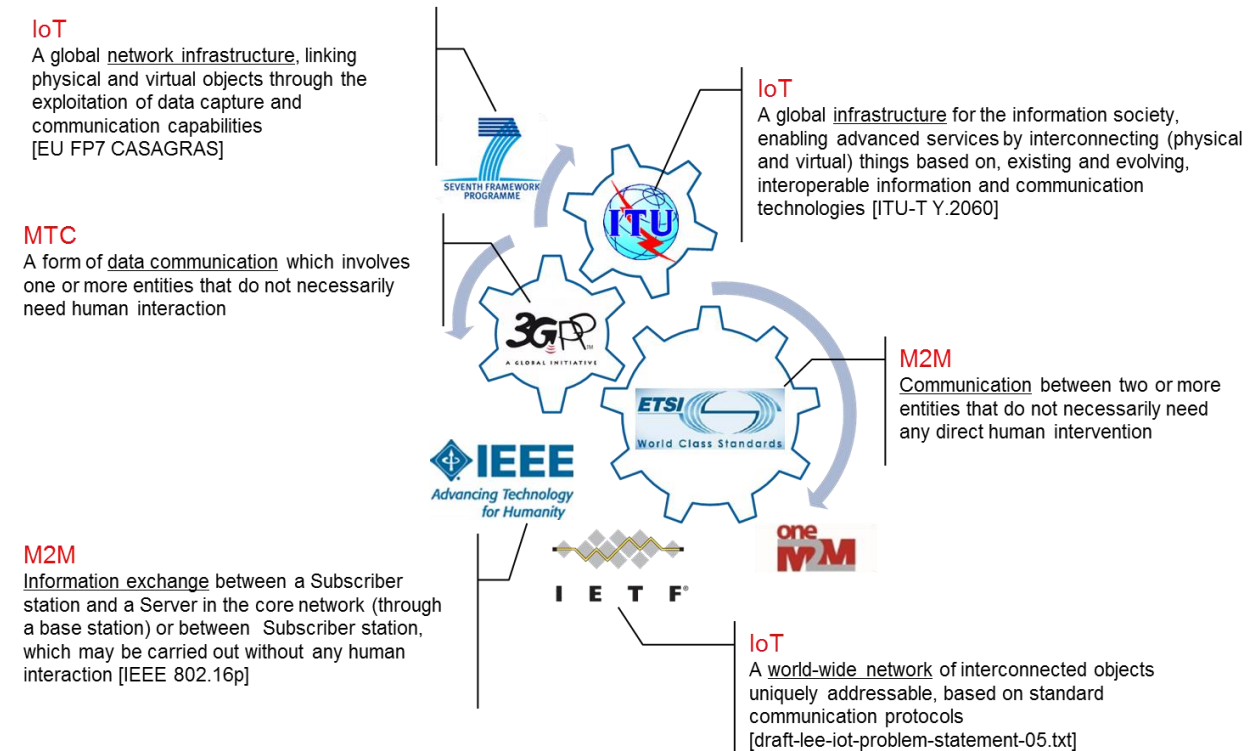 IoT
A global network infrastructure, linking
physical and virtual objects through the
exploitation of data capture and
communication capabilities
[EU FP7 CASAGRAS]
SEVENTH FRAMEWORK
PROGRAMME
ITU
IoT
A global infrastructure for the information society,
enabling advanced services by interconnecting (physical
and virtual) things based on, existing and evolving,
interoperable information and communication
technologies [ITU-T Y.2060]
MTC
A form of data communication which involves
one or more entities that do not necessarily
need human interaction
3GPP™
A GLOBAL INITIATIVE
ETSI
World Class Standards
M2M
Communication between two or more
entities that do not necessarily need
any direct human intervention
IEEE
Advancing Technology
for Humanity
one
M2M
I E T F®
M2M
Information exchange between a Subscriber
station and a Server in the core network (through
a base station) or between Subscriber station,
which may be carried out without any human
interaction [IEEE 802.16p]
IoT
A world-wide network of interconnected objects
uniquely addressable, based on standard
communication protocols
[draft-lee-iot-problem-statement-05.txt]